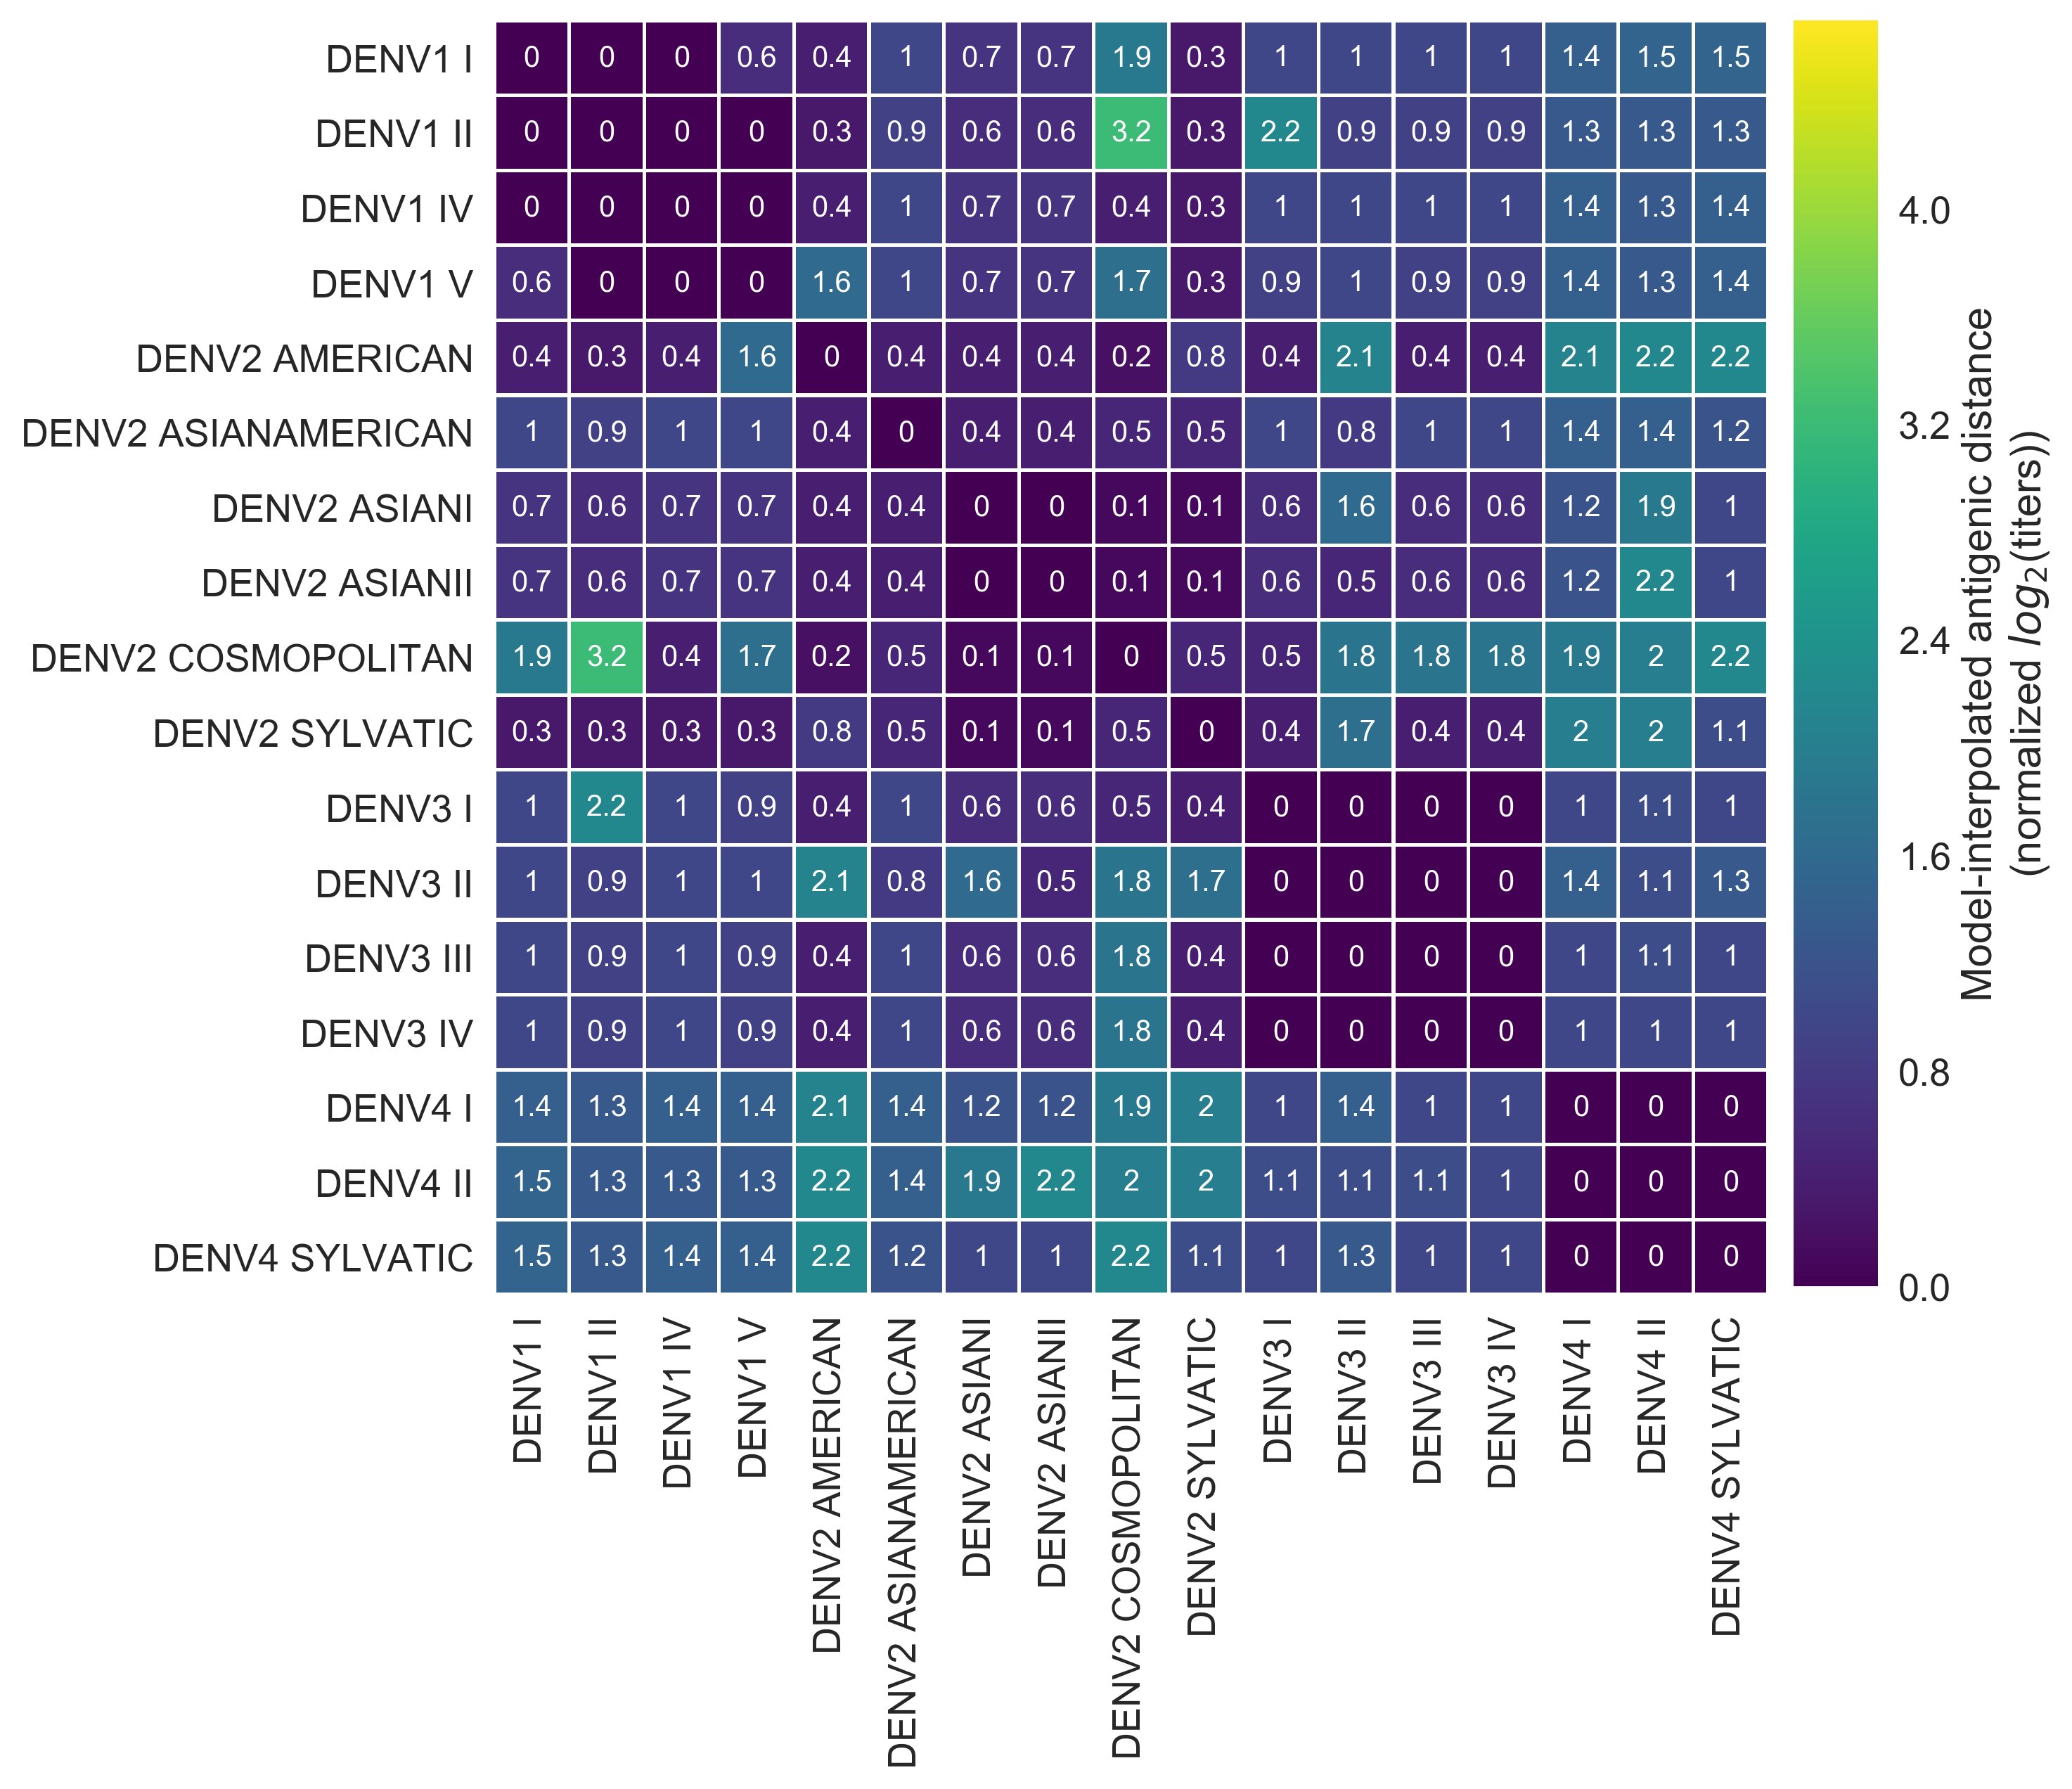 DENV1 I 0 0 0 0.6 0.4 1 0.7 0.7 1.9 0.3 1 1 1 1 1.4 1.5 1.5
DENV1 II 0 0 0 0 0.3 0.9 0.6 0.6 3.2 0.3 2.2 0.9 0.9 0.9 1.3 1.3 1.3
DENV1 IV 0 0 0 0 0.4 1 0.7 0.7 0.4 0.3 1 1 1 1 1.4 1.3 1.4
DENV1 V 0.6 0 0 0 1.6 1 0.7 0.7 1.7 0.3 0.9 1 0.9 0.9 1.4 1.3 1.4
DENV2 AMERICAN 0.4 0.3 0.4 1.6 0 0.4 0.4 0.4 0.2 0.8 0.4 2.1 0.4 0.4 2.1 2.2 2.2
DENV2 ASIANAMERICAN 1 0.9 1 1 0.4 0 0.4 0.4 0.5 0.5 1 0.8 1 1 1.4 1.4 1.2
DENV2 ASIANI 0.7 0.6 0.7 0.7 0.4 0.4 0 0 0.1 0.1 0.6 1.6 0.6 0.6 1.2 1.9 1
DENV2 ASIANII 0.7 0.6 0.7 0.7 0.4 0.4 0 0 0.1 0.1 0.6 0.5 0.6 0.6 1.2 2.2 1
DENV2 COSMOPOLITAN 1.9 3.2 0.4 1.7 0.2 0.5 0.1 0.1 0 0.5 0.5 1.8 1.8 1.8 1.9 2 2.2
DENV2 SYLVATIC 0.3 0.3 0.3 0.3 0.8 0.5 0.1 0.1 0.5 0 0.4 1.7 0.4 0.4 2 2 1.1
DENV3 I 1 2.2 1 0.9 0.4 1 0.6 0.6 0.5 0.4 0 0 0 0 1 1.1 1
DENV3 II 1 0.9 1 1 2.1 0.8 1.6 0.5 1.8 1.7 0 0 0 0 1.4 1.1 1.3
DENV3 III 1 0.9 1 0.9 0.4 1 0.6 0.6 1.8 0.4 0 0 0 0 1 1.1 1
DENV3 IV 1 0.9 1 0.9 0.4 1 0.6 0.6 1.8 0.4 0 0 0 0 1 1 1
DENV4 I 1.4 1.3 1.4 1.4 2.1 1.4 1.2 1.2 1.9 2 1 1.4 1 1 0 0 0
DENV4 II 1.5 1.3 1.3 1.3 2.2 1.4 1.9 2.2 2 2 1.1 1.1 1.1 1 0 0 0
DENV4 SYLVATIC 1.5 1.3 1.4 1.4 2.2 1.2 1 1 2.2 1.1 1 1.3 1 1 0 0 0
DENV1 I
DENV1 II
DENV1 IV
DENV1 V
DENV2 AMERICAN
DENV2 ASIANAMERICAN
DENV2 ASIANI
DENV2 ASIANII
DENV2 COSMOPOLITAN
DENV2 SYLVATIC
DENV3 I
DENV3 II
DENV3 III
DENV3 IV
DENV4 I
DENV4 II
DENV4 SYLVATIC
4.0
3.2
2.4
1.6
0.8
0.0
Model-interpolated antigenic distance
(normalized log₂(titers))